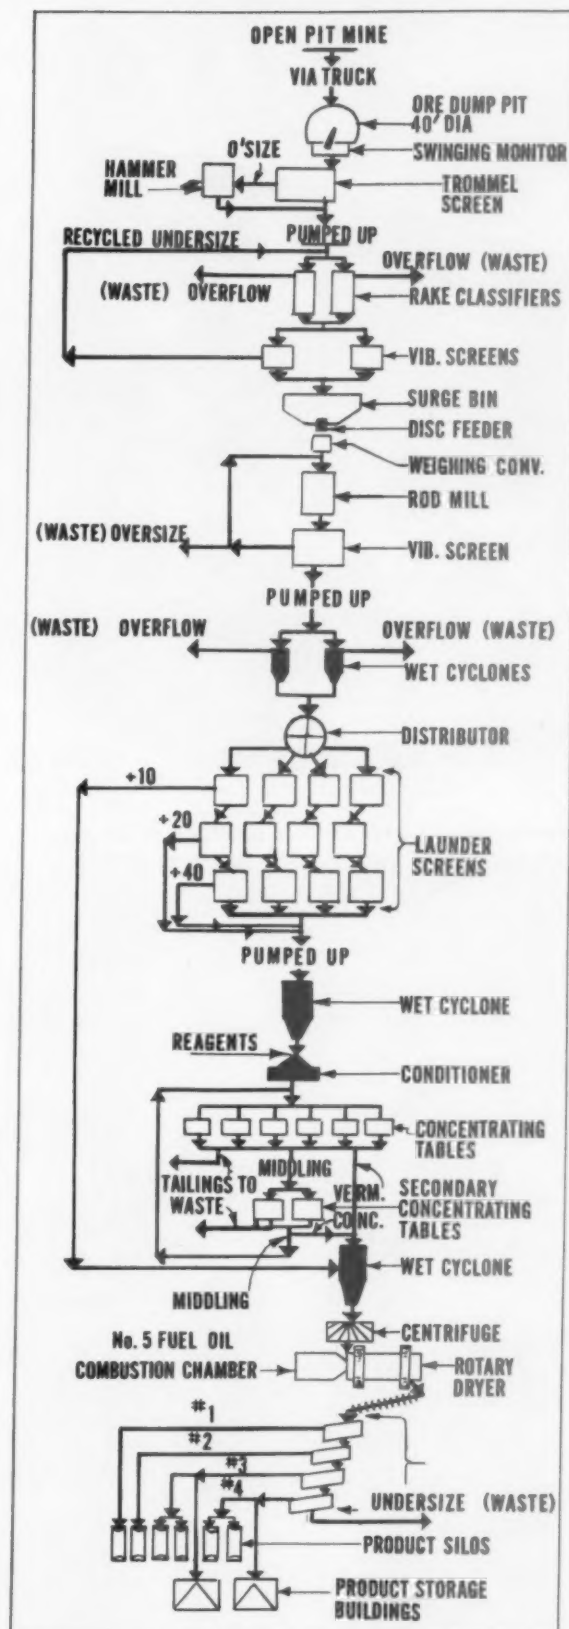 OPEN PIT MINE
VIA TRUCK
ORE DUMP PIT
40' DIA
SWINGING MONITOR
O'SIZE
HAMMER
MILL
TROMMEL
SCREEN
PUMPED UP
RECYCLED UNDERSIZE
OVERFLOW (WASTE)
(WASTE) OVERFLOW
RAKE CLASSIFIERS
VIB. SCREENS
SURGE BIN
DISC FEEDER
WEIGHING CONV.
ROD MILL
(WASTE) OVERSIZE
VIB. SCREEN
PUMPED UP
(WASTE) OVERFLOW
OVERFLOW (WASTE)
WET CYCLONES
DISTRIBUTOR
+10
+20
+40
LAUNDER
SCREENS
PUMPED UP
WET CYCLONE
REAGENTS
CONDITIONER
CONCENTRATING
TABLES
MIDDLING
TAILINGS TO
WASTE
VERM.
CONC.
SECONDARY
CONCENTRATING
TABLES
WET CYCLONE
MIDDLING
CENTRIFUGE
No. 5 FUEL OIL
COMBUSTION CHAMBER
ROTARY
DRYER
#1
#2
#3
#4
UNDERSIZE (WASTE)
PRODUCT SILOS
PRODUCT STORAGE
BUILDINGS